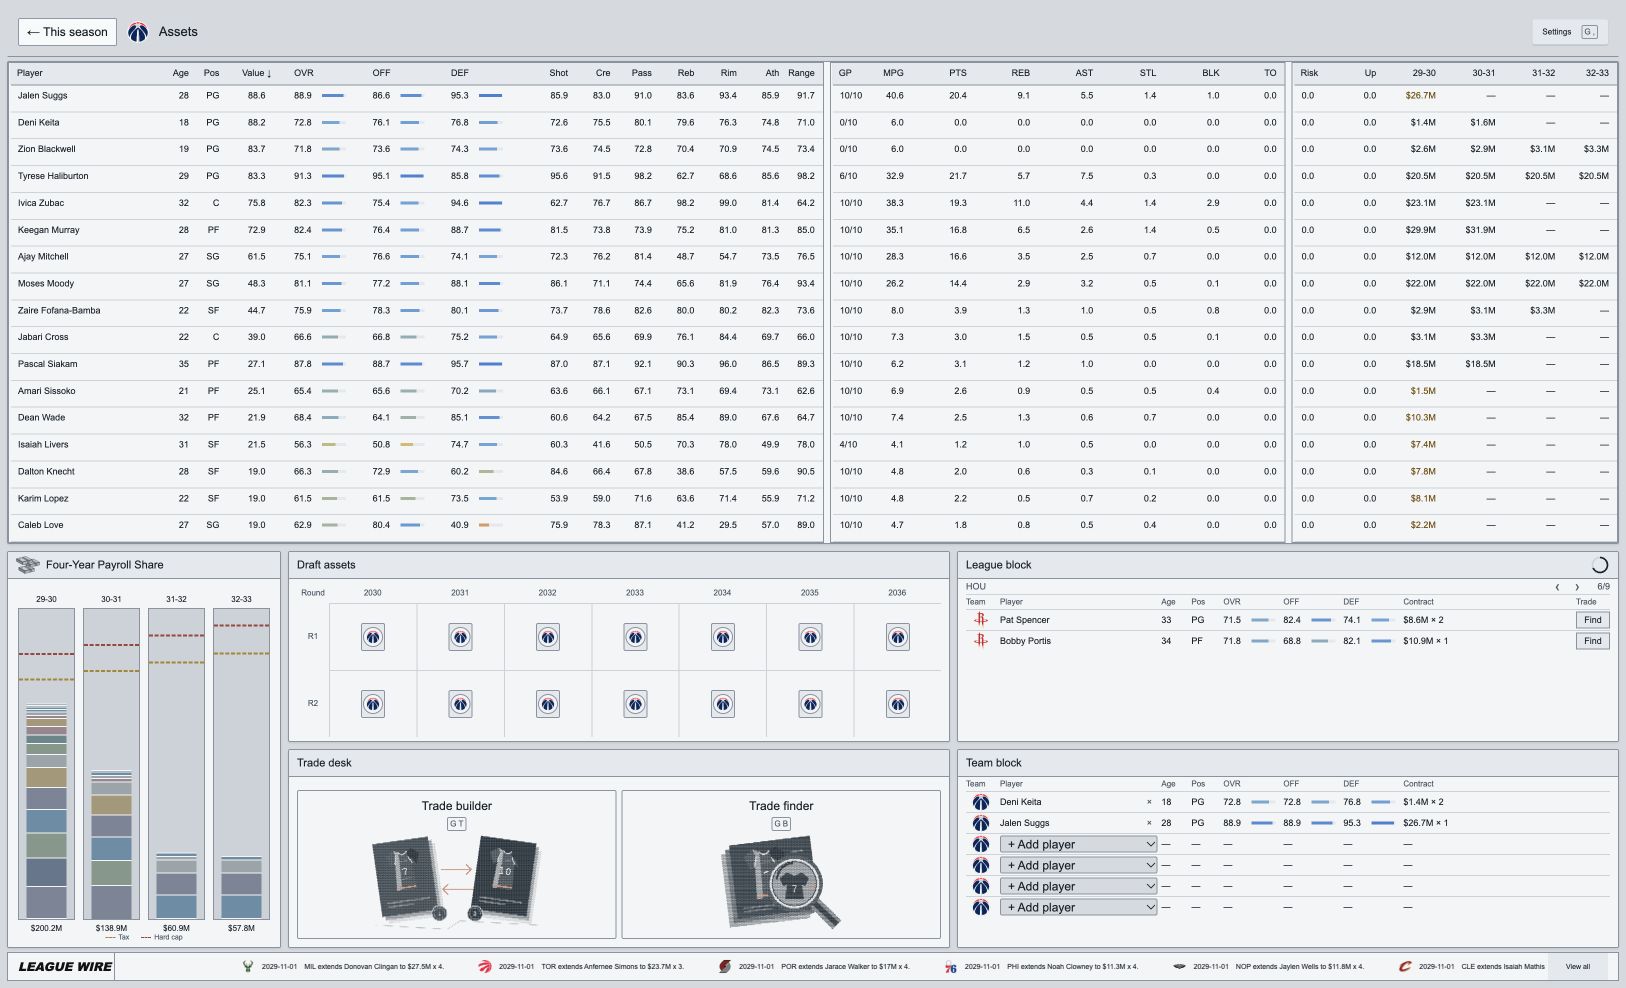 ← This season Assets Settings G ,
Player Age Pos Value ↓ OVR OFF DEF Shot Cre Pass Reb Rim Ath Range GP MPG PTS REB AST STL BLK TO Risk Up 29-30 30-31 31-32 32-33
Jalen Suggs 28 PG 88.6 88.9 86.6 95.3 85.9 83.0 91.0 83.6 93.4 85.9 91.7 10/10 40.6 20.4 9.1 5.5 1.4 1.0 0.0 0.0 0.0 $26.7M — — —
Deni Keita 18 PG 88.2 72.8 76.1 76.8 72.6 75.5 80.1 79.6 76.3 74.8 71.0 0/10 6.0 0.0 0.0 0.0 0.0 0.0 0.0 0.0 0.0 $1.4M $1.6M — —
Zion Blackwell 19 PG 83.7 71.8 73.6 74.3 73.6 74.5 72.8 70.4 70.9 74.5 73.4 0/10 6.0 0.0 0.0 0.0 0.0 0.0 0.0 0.0 0.0 $2.6M $2.9M $3.1M $3.3M
Tyrese Haliburton 29 PG 83.3 91.3 95.1 85.8 95.6 91.5 98.2 62.7 68.6 85.6 98.2 6/10 32.9 21.7 5.7 7.5 0.3 0.0 0.0 0.0 0.0 $20.5M $20.5M $20.5M $20.5M
Ivica Zubac 32 C 75.8 82.3 75.4 94.6 62.7 76.7 86.7 98.2 99.0 81.4 64.2 10/10 38.3 19.3 11.0 4.4 1.4 2.9 0.0 0.0 0.0 $23.1M $23.1M — —
Keegan Murray 28 PF 72.9 82.4 76.4 88.7 81.5 73.8 73.9 75.2 81.0 81.3 85.0 10/10 35.1 16.8 6.5 2.6 1.4 0.5 0.0 0.0 0.0 $29.9M $31.9M — —
Ajay Mitchell 27 SG 61.5 75.1 76.6 74.1 72.3 76.2 81.4 48.7 54.7 73.5 76.5 10/10 28.3 16.6 3.5 2.5 0.7 0.0 0.0 0.0 0.0 $12.0M $12.0M $12.0M $12.0M
Moses Moody 27 SG 48.3 81.1 77.2 88.1 86.1 71.1 74.4 65.6 81.9 76.4 93.4 10/10 26.2 14.4 2.9 3.2 0.5 0.1 0.0 0.0 0.0 $22.0M $22.0M $22.0M $22.0M
Zaire Fofana-Bamba 22 SF 44.7 75.9 78.3 80.1 73.7 78.6 82.6 80.0 80.2 82.3 73.6 10/10 8.0 3.9 1.3 1.0 0.5 0.8 0.0 0.0 0.0 $2.9M $3.1M $3.3M —
Jabari Cross 22 C 39.0 66.6 66.8 75.2 64.9 65.6 69.9 76.1 84.4 69.7 66.0 10/10 7.3 3.0 1.5 0.5 0.5 0.1 0.0 0.0 0.0 $3.1M $3.3M — —
Pascal Siakam 35 PF 27.1 87.8 88.7 95.7 87.0 87.1 92.1 90.3 96.0 86.5 89.3 10/10 6.2 3.1 1.2 1.0 0.0 0.0 0.0 0.0 0.0 $18.5M $18.5M — —
Amari Sissoko 21 PF 25.1 65.4 65.6 70.2 63.6 66.1 67.1 73.1 69.4 73.1 62.6 10/10 6.9 2.6 0.9 0.5 0.5 0.4 0.0 0.0 0.0 $1.5M — — —
Dean Wade 32 PF 21.9 68.4 64.1 85.1 60.6 64.2 67.5 85.4 89.0 67.6 64.7 10/10 7.4 2.5 1.3 0.6 0.7 0.0 0.0 0.0 0.0 $10.3M — — —
Isaiah Livers 31 SF 21.5 56.3 50.8 74.7 60.3 41.6 50.5 70.3 78.0 49.9 78.0 4/10 4.1 1.2 1.0 0.5 0.0 0.0 0.0 0.0 0.0 $7.4M — — —
Dalton Knecht 28 SF 19.0 66.3 72.9 60.2 84.6 66.4 67.8 38.6 57.5 59.6 90.5 10/10 4.8 2.0 0.6 0.3 0.1 0.0 0.0 0.0 0.0 $7.8M — — —
Karim Lopez 22 SF 19.0 61.5 61.5 73.5 53.9 59.0 71.6 63.6 71.4 55.9 71.2 10/10 4.8 2.2 0.5 0.7 0.2 0.0 0.0 0.0 0.0 $8.1M — — —
Caleb Love 27 SG 19.0 62.9 80.4 40.9 75.9 78.3 87.1 41.2 29.5 57.0 89.0 10/10 4.7 1.8 0.8 0.5 0.4 0.0 0.0 0.0 0.0 $2.2M — — —
Four-Year Payroll Share
29-30 30-31 31-32 32-33
$200.2M $138.9M $60.9M $57.8M
Tax Hard cap
Draft assets
Round 2030 2031 2032 2033 2034 2035 2036
R1
R2
Trade desk
Trade builder Trade finder
G T G B
7 10 7
League block
HOU ‹ › 6/9
Team Player Age Pos OVR OFF DEF Contract Trade
Pat Spencer 33 PG 71.5 82.4 74.1 $8.6M × 2 Find
Bobby Portis 34 PF 71.8 68.8 82.1 $10.9M × 1 Find
Team block
Team Player Age Pos OVR OFF DEF Contract
Deni Keita × 18 PG 72.8 72.8 76.8 $1.4M × 2
Jalen Suggs × 28 PG 88.9 88.9 95.3 $26.7M × 1
+ Add player — — — — — —
+ Add player — — — — — —
+ Add player — — — — — —
+ Add player — — — — — —
LEAGUE WIRE 2029-11-01 MIL extends Donovan Clingan to $27.5M x 4. 2029-11-01 TOR extends Anfernee Simons to $23.7M x 3. 2029-11-01 POR extends Jarace Walker to $17M x 4. 76 2029-11-01 PHI extends Noah Clowney to $11.3M x 4. 2029-11-01 NOP extends Jaylen Wells to $11.8M x 4. 2029-11-01 CLE extends Isaiah Mathis View all